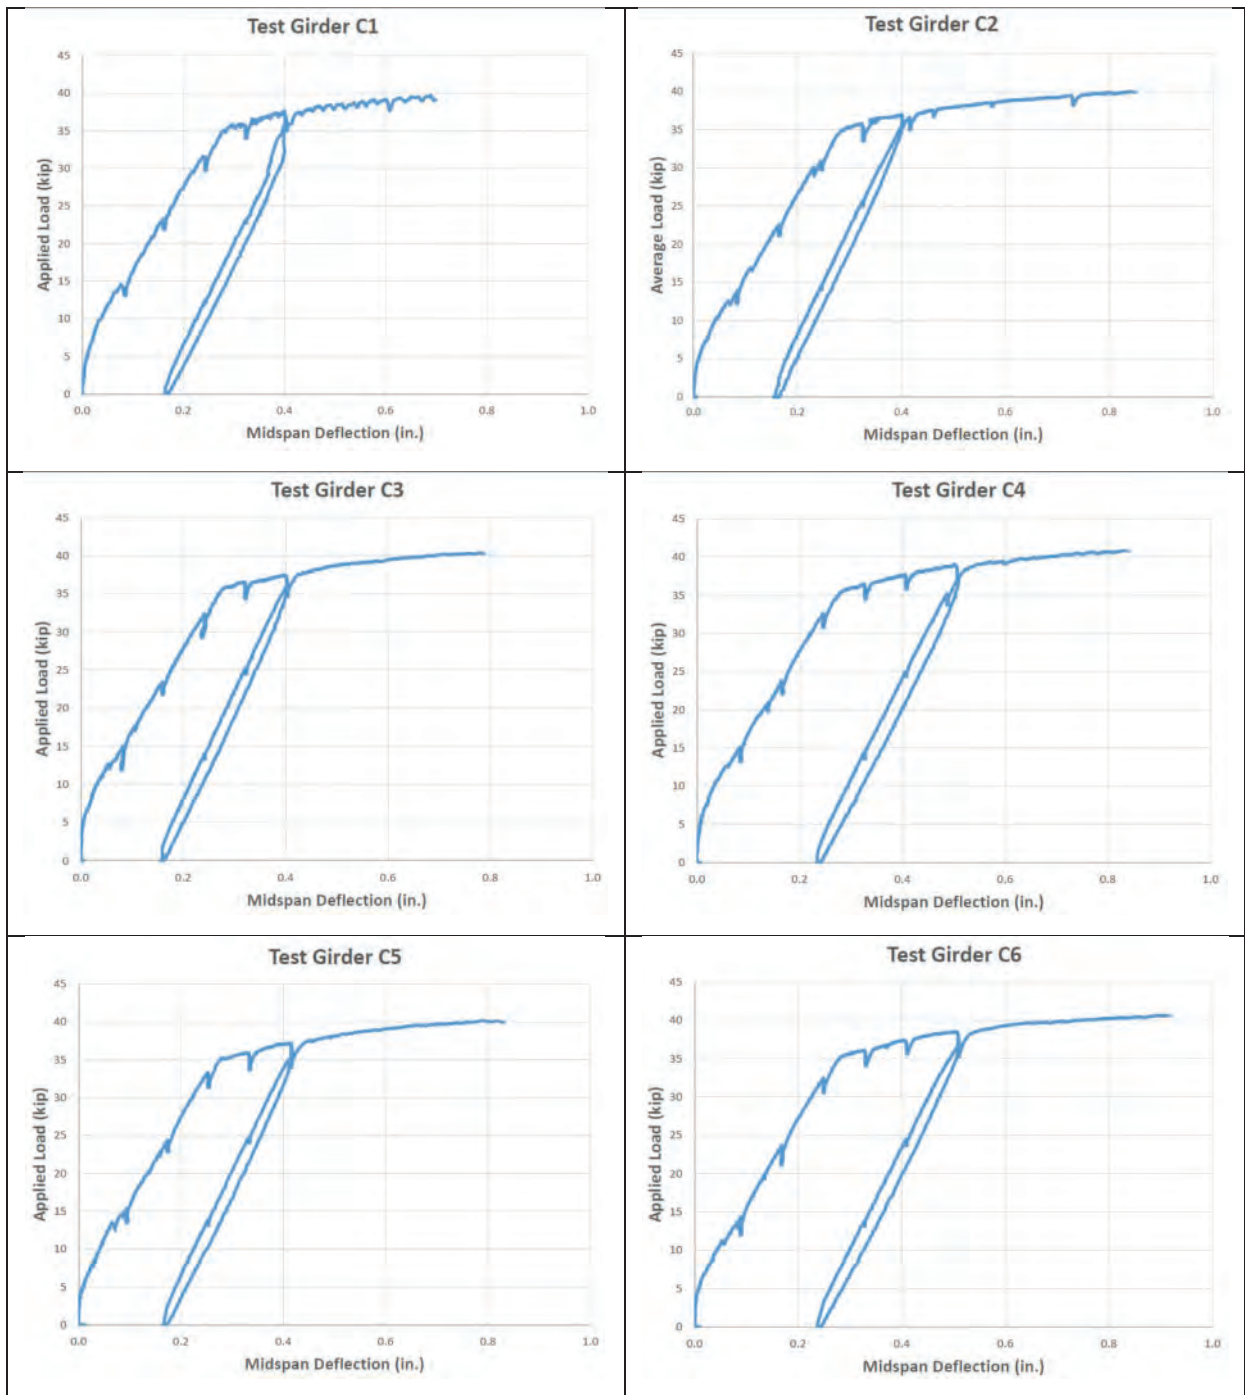 Test Girder C1
Applied Load (kip)
45
40
35
30
25
20
15
10
5
0
0.0 0.2 0.4 0.6 0.8 1.0
Midspan Deflection (in.)
Test Girder C2
Average Load (kip)
45
40
35
30
25
20
15
10
5
0
0.0 0.2 0.4 0.6 0.8 1.0
Midspan Deflection (in.)
Test Girder C3
Applied Load (kip)
45
40
35
30
25
20
15
10
5
0
0.0 0.2 0.4 0.6 0.8 1.0
Midspan Deflection (in.)
Test Girder C4
Applied Load (kip)
45
40
35
30
25
20
15
10
5
0
0.0 0.2 0.4 0.6 0.8 1.0
Midspan Deflection (in.)
Test Girder C5
Applied Load (kip)
45
40
35
30
25
20
15
10
5
0
0.0 0.2 0.4 0.6 0.8 1.0
Midspan Deflection (in.)
Test Girder C6
Applied Load (kip)
45
40
35
30
25
20
15
10
5
0
0.0 0.2 0.4 0.6 0.8 1.0
Midspan Deflection (in.)